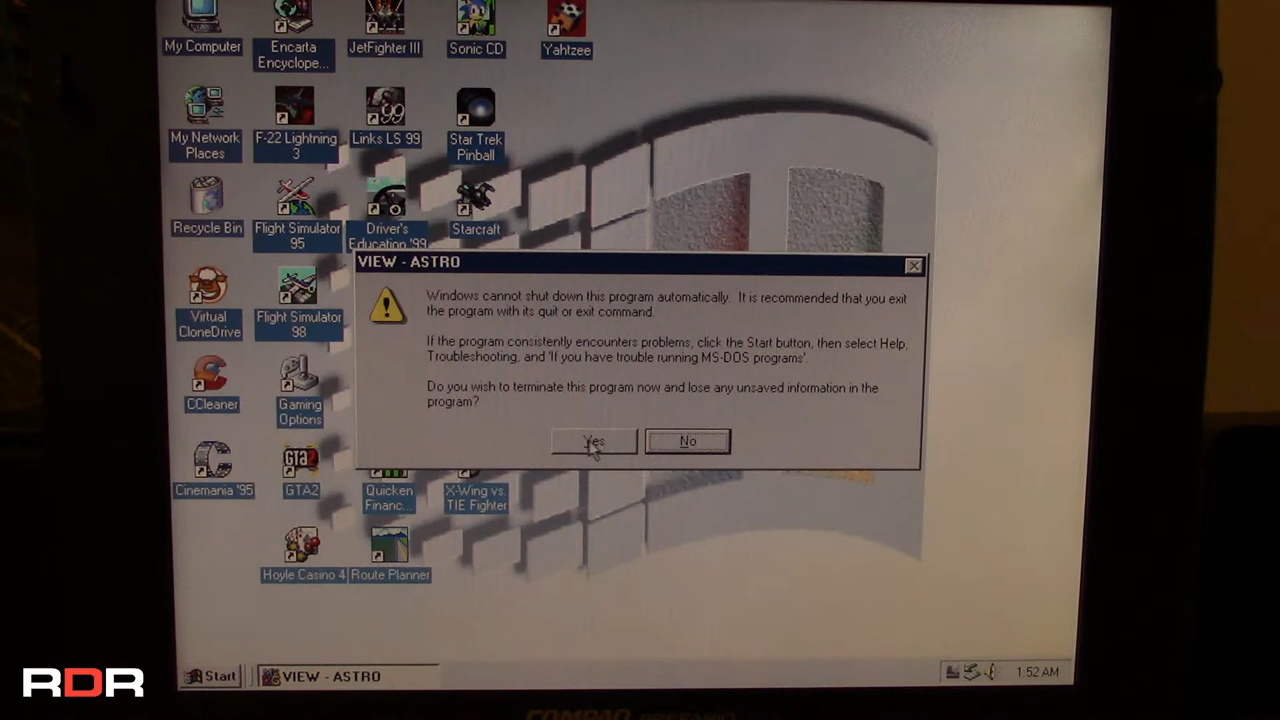 My Computer
Encarta
Encyclope...
JetFighter III
Sonic CD
Yahtzee
My Network
Places
F-22 Lightning
3
Links LS 99
Star Trek
Pinball
Recycle Bin
Flight Simulator
95
Driver's
Education '99
Starcraft
VIEW - ASTRO
Windows cannot shut down this program automatically. It is recommended that you exit
the program with its quit or exit command.
If the program consistently encounters problems, click the Start button, then select Help,
Troubleshooting, and 'If you have trouble running MS-DOS programs'.
Do you wish to terminate this program now and lose any unsaved information in the
program?
Yes
No
Virtual
CloneDrive
Flight Simulator
98
CCleaner
Gaming
Options
Cinemania '95
GTA2
Quicken
Financ...
X-Wing vs.
TIE Fighter
Hoyle Casino 4
Route Planner
Start
VIEW - ASTRO
1:52 AM
RDR
COMPAQ